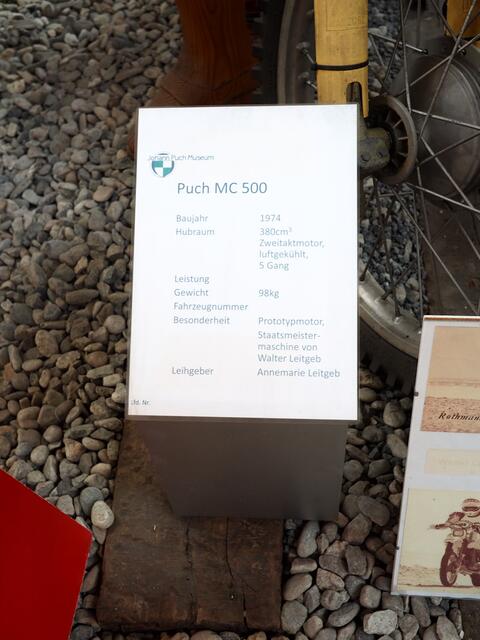 Johann Puch Museum
Puch MC 500
Baujahr 1974
Hubraum 380cm³
Zweitaktmotor,
luftgekühlt,
5 Gang
Leistung
Gewicht 98kg
Fahrzeugnummer
Besonderheit Prototypmotor,
Staatsmeister-
maschine von
Walter Leitgeb
Leihgeber Annemarie Leitgeb
Lfd. Nr.